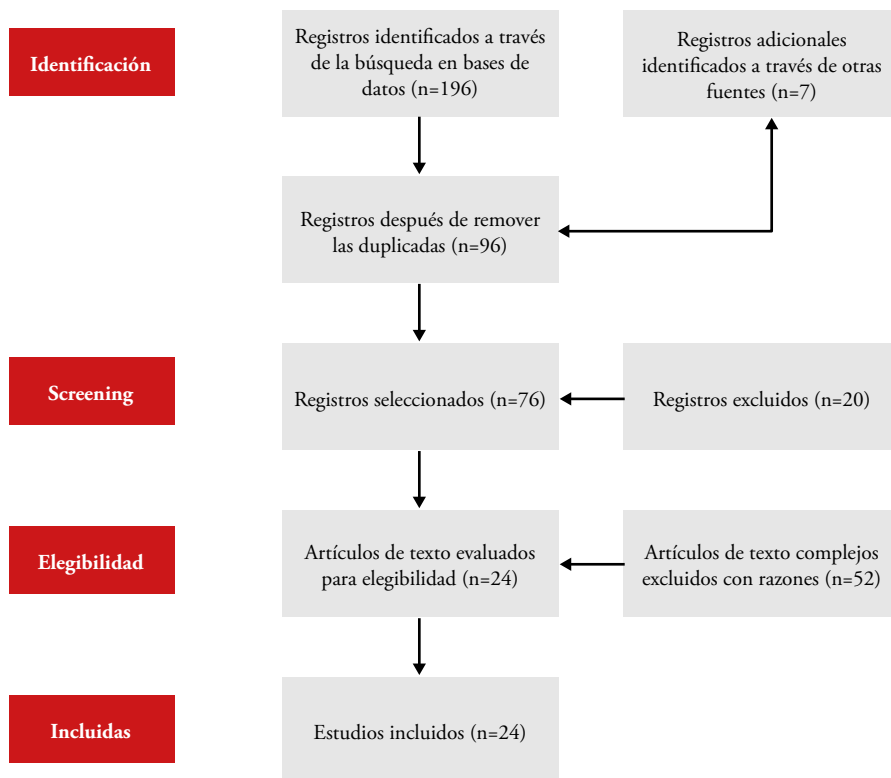 Identificación
Registros identificados a través
de la búsqueda en bases de
datos (n=196)
Registros adicionales
identificados a través de otras
fuentes (n=7)
Registros después de remover
las duplicadas (n=96)
Screening
Registros seleccionados (n=76)
Registros excluidos (n=20)
Elegibilidad
Artículos de texto evaluados
para elegibilidad (n=24)
Artículos de texto complejos
excluidos con razones (n=52)
Incluidas
Estudios incluidos (n=24)